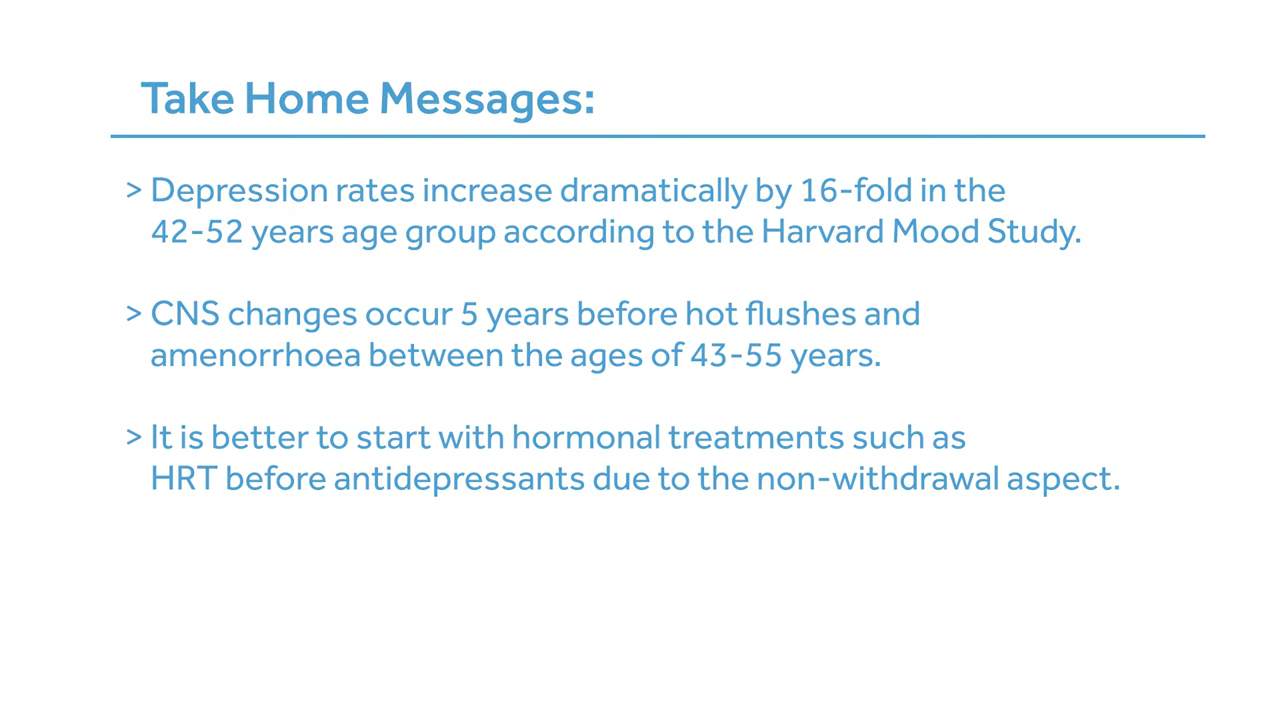 Take Home Messages:
> Depression rates increase dramatically by 16-fold in the
42-52 years age group according to the Harvard Mood Study.
> CNS changes occur 5 years before hot flushes and
amenorrhoea between the ages of 43-55 years.
> It is better to start with hormonal treatments such as
HRT before antidepressants due to the non-withdrawal aspect.